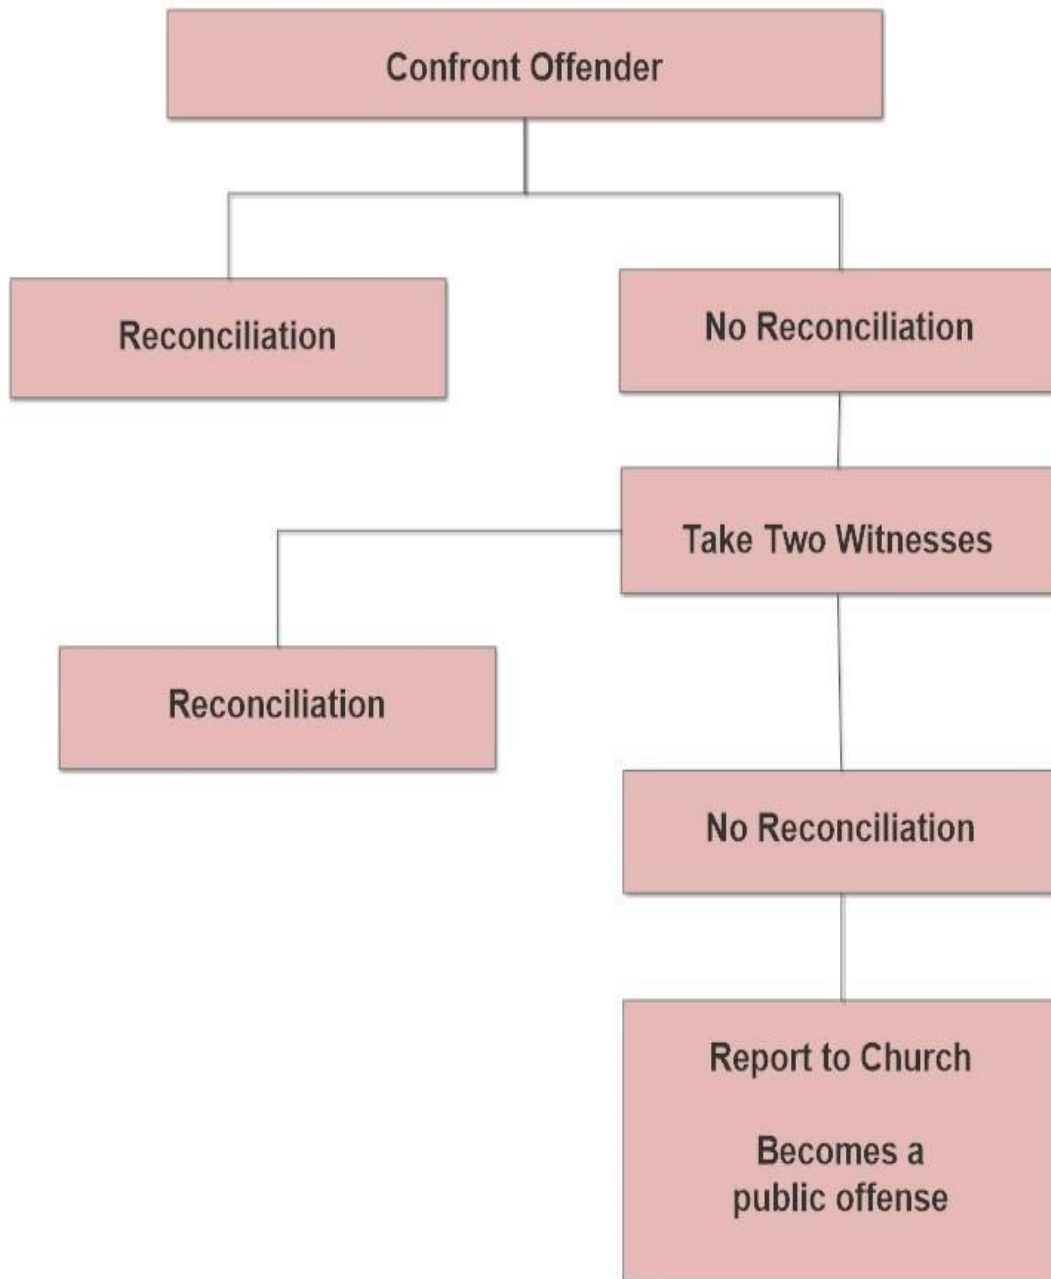 Confront Offender
Reconciliation
No Reconciliation
Take Two Witnesses
Reconciliation
No Reconciliation
Report to Church
Becomes a
public offense